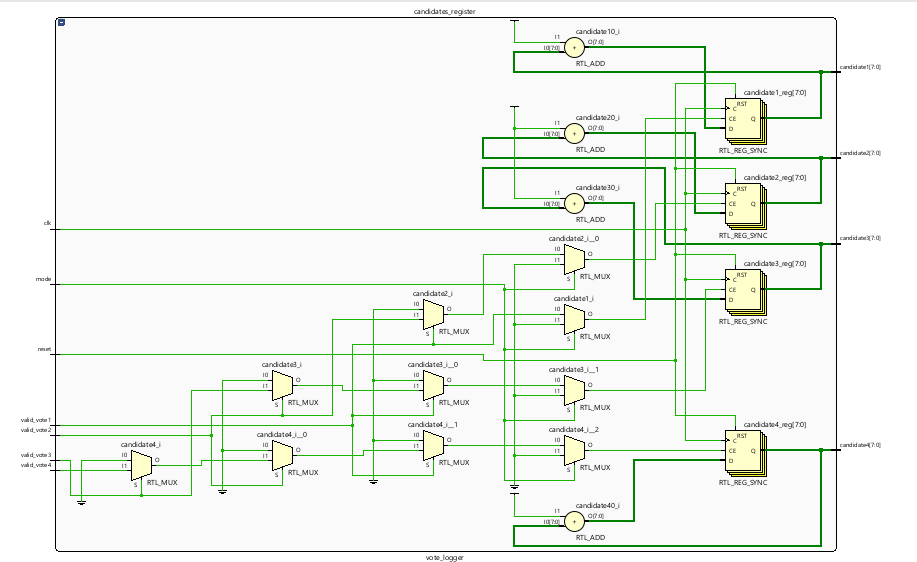 candidates_register
candidate10_i
I1
O[7:0]
I0[7:0]
+
RTL_ADD
candidate1[7:0]
candidate1_reg[7:0]
RST
C
CE
Q
D
RTL_REG_SYNC
candidate20_i
I1
O[7:0]
I0[7:0]
+
RTL_ADD
candidate2[7:0]
candidate2_reg[7:0]
RST
C
CE
Q
D
RTL_REG_SYNC
candidate30_i
I1
O[7:0]
I0[7:0]
+
RTL_ADD
clk
candidate3[7:0]
candidate2_i__0
I0
O
I1
S
RTL_MUX
candidate3_reg[7:0]
RST
C
CE
Q
D
RTL_REG_SYNC
mode
candidate2_i
I0
O
I1
S
RTL_MUX
candidate1_i
I0
O
I1
S
RTL_MUX
reset
candidate3_i
I0
O
I1
S
RTL_MUX
candidate3_i__0
I0
O
I1
S
RTL_MUX
candidate3_i__1
I0
O
I1
S
RTL_MUX
valid_vote1
valid_vote2
valid_vote3
valid_vote4
candidate4_i
I0
O
I1
S
RTL_MUX
candidate4_i__0
I0
O
I1
S
RTL_MUX
candidate4_i__1
I0
O
I1
S
RTL_MUX
candidate4_i__2
I0
O
I1
S
RTL_MUX
candidate4_reg[7:0]
RST
C
CE
Q
D
RTL_REG_SYNC
candidate4[7:0]
candidate40_i
I1
O[7:0]
I0[7:0]
+
RTL_ADD
vote_logger